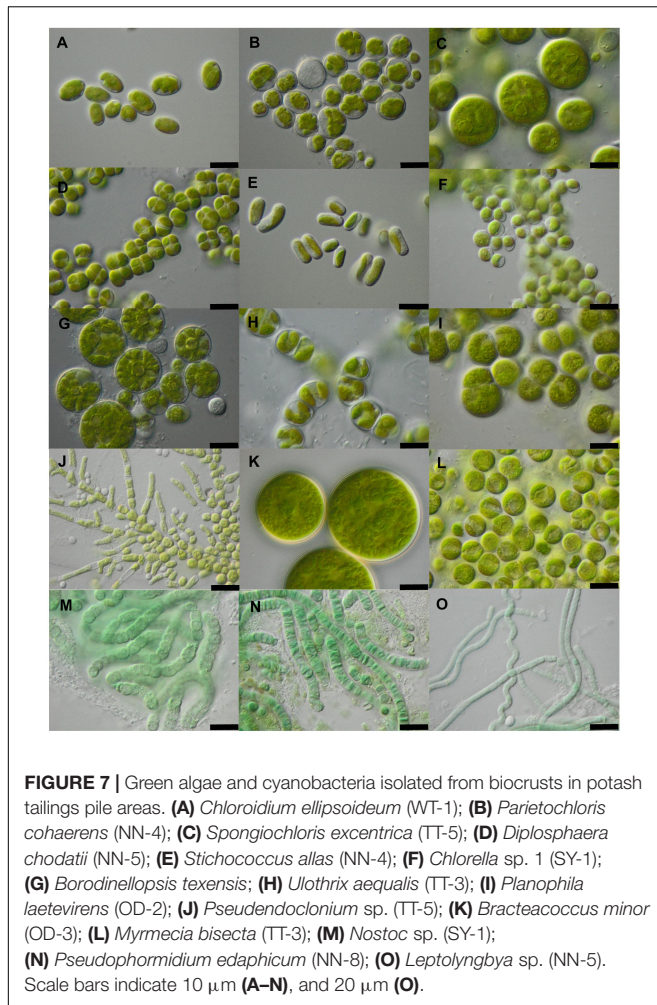 A
B
C
D
E
F
G
H
I
J
K
L
M
N
O
FIGURE 7 | Green algae and cyanobacteria isolated from biocrusts in potash
tailings pile areas. (A) Chloroidium ellipsoideum (WT-1); (B) Parietochloris
cohaerens (NN-4); (C) Spongiochloris excentrica (TT-5); (D) Diplosphaera
chodatii (NN-5); (E) Stichococcus allas (NN-4); (F) Chlorella sp. 1 (SY-1);
(G) Borodinellopsis texensis; (H) Ulothrix aequalis (TT-3); (I) Planophila
laetevirens (OD-2); (J) Pseudendoclonium sp. (TT-5); (K) Bracteacoccus minor
(OD-3); (L) Myrmecia bisecta (TT-3); (M) Nostoc sp. (SY-1);
(N) Pseudophormidium edaphicum (NN-8); (O) Leptolyngbya sp. (NN-5).
Scale bars indicate 10 μm (A–N), and 20 μm (O).